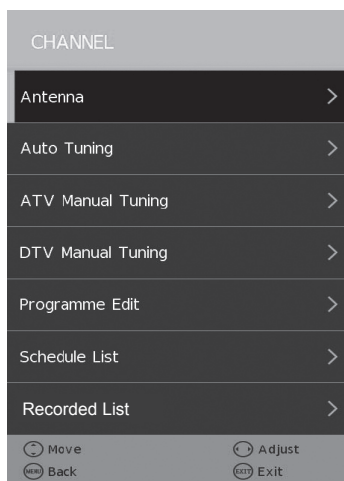 CHANNEL
Antenna >
Auto Tuning >
ATV Manual Tuning >
DTV Manual Tuning >
Programme Edit >
Schedule List >
Recorded List >
Move Adjust
MENU Back EXIT Exit